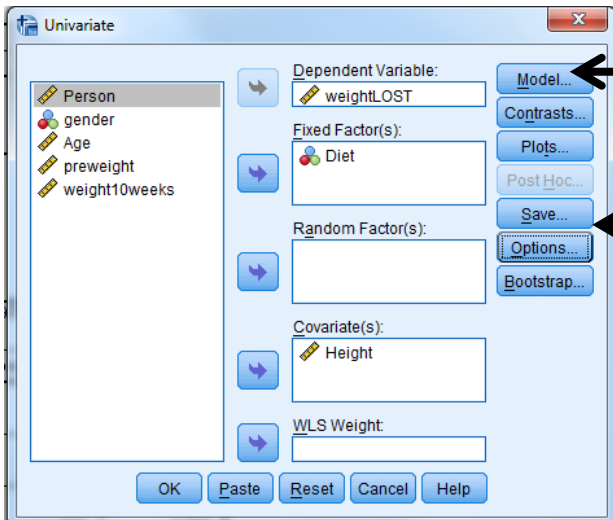 Univariate
Person
gender
Age
preweight
weight10weeks
Dependent Variable:
weightLOST
Fixed Factor(s):
Diet
Random Factor(s):
Covariate(s):
Height
WLS Weight:
Model...
Contrasts...
Plots...
Post Hoc...
Save...
Options...
Bootstrap...
OK Paste Reset Cancel Help